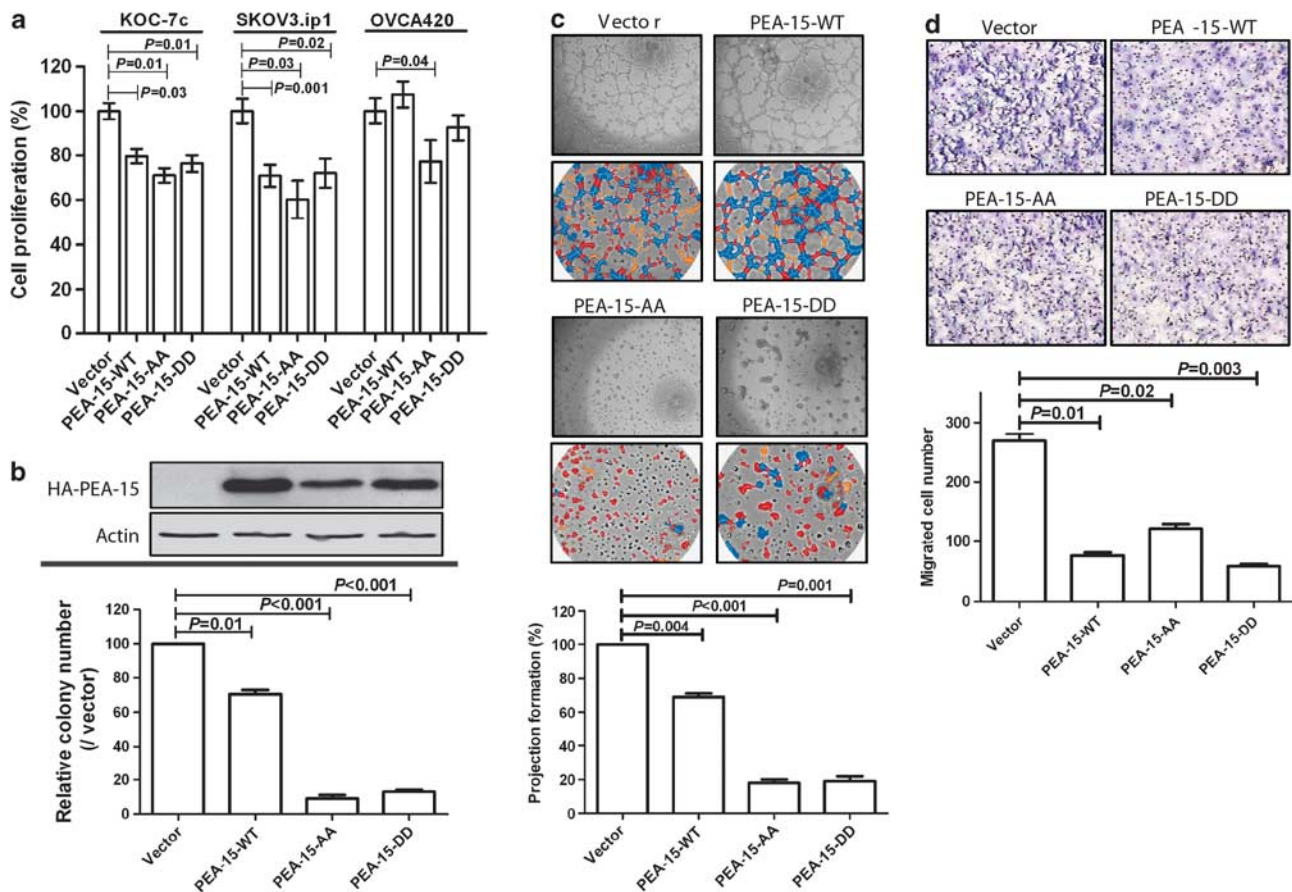 a
KOC-7c SKOV3.ip1 OVCA420
P=0.01
P=0.01
P=0.03
P=0.02
P=0.03
P=0.001
P=0.04
Cell proliferation (%)
120
100
80
60
40
20
0
Vector PEA-15-WT PEA-15-AA PEA-15-DD Vector PEA-15-WT PEA-15-AA PEA-15-DD Vector PEA-15-WT PEA-15-AA PEA-15-DD
b
HA-PEA-15
Actin
P<0.001
P<0.001
P=0.01
Relative colony number
(/ vector)
120
100
80
60
40
20
0
Vector PEA-15-WT PEA-15-AA PEA-15-DD
c
Vecto r PEA-15-WT
PEA-15-AA PEA-15-DD
P=0.001
P<0.001
P=0.004
Projection formation (%)
120
100
80
60
40
20
0
Vector PEA-15-WT PEA-15-AA PEA-15-DD
d
Vector PEA -15-WT
PEA-15-AA PEA-15-DD
P=0.003
P=0.02
P=0.01
Migrated cell number
300
200
100
0
Vector PEA-15-WT PEA-15-AA PEA-15-DD